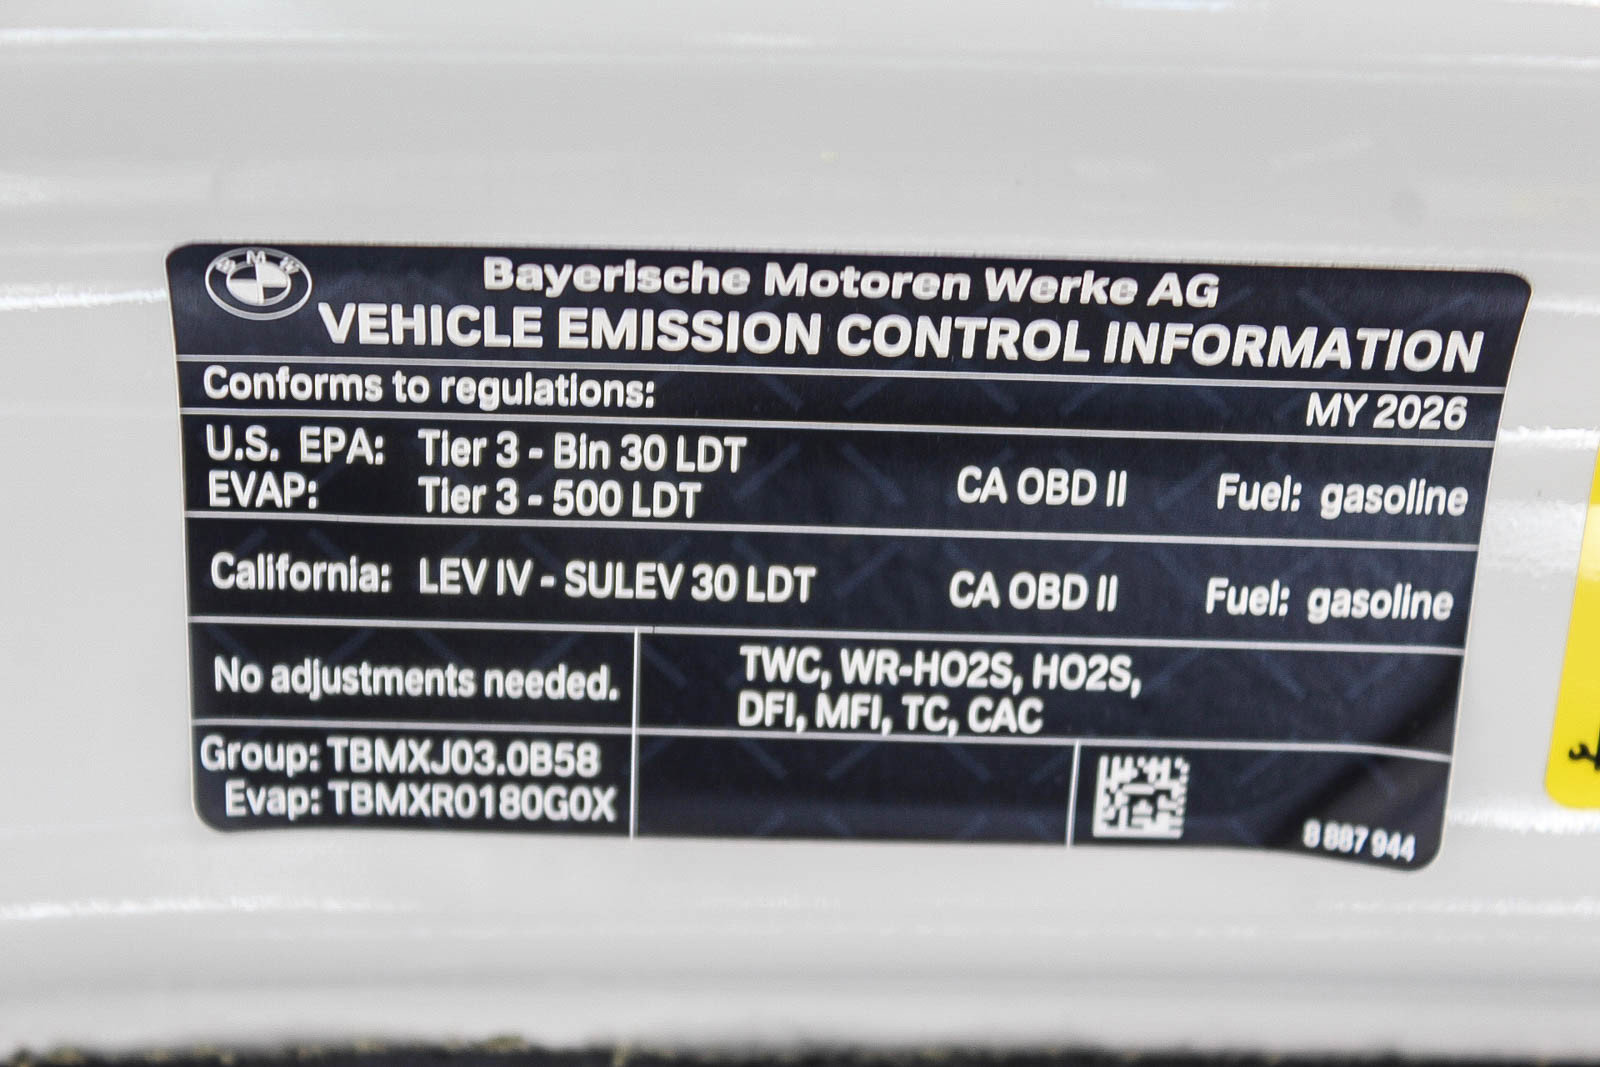 BMW
Bayerische Motoren Werke AG
VEHICLE EMISSION CONTROL INFORMATION
Conforms to regulations:
MY 2026
U.S. EPA: Tier 3 - Bin 30 LDT
EVAP: Tier 3 - 500 LDT
CA OBD II Fuel: gasoline
California: LEV IV - SULEV 30 LDT CA OBD II Fuel: gasoline
No adjustments needed.
TWC, WR-HO2S, HO2S,
DFI, MFI, TC, CAC
Group: TBMXJ03.0B58
Evap: TBMXR0180G0X
8 887 944